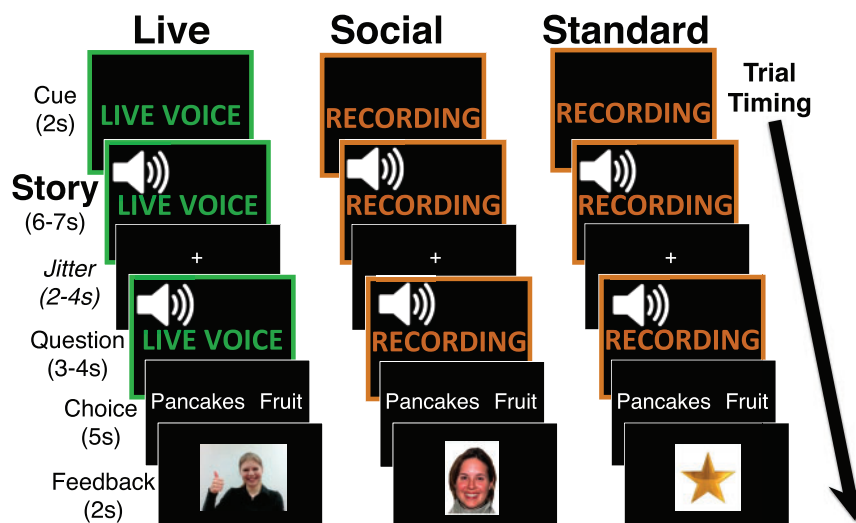 Live Social Standard
Trial
Timing
Cue
(2s)
LIVE VOICE RECORDING RECORDING
Story
(6-7s)
LIVE VOICE RECORDING RECORDING
Jitter
(2-4s)
+ + +
Question
(3-4s)
LIVE VOICE RECORDING RECORDING
Choice
(5s)
Pancakes Fruit Pancakes Fruit Pancakes Fruit
Feedback
(2s)